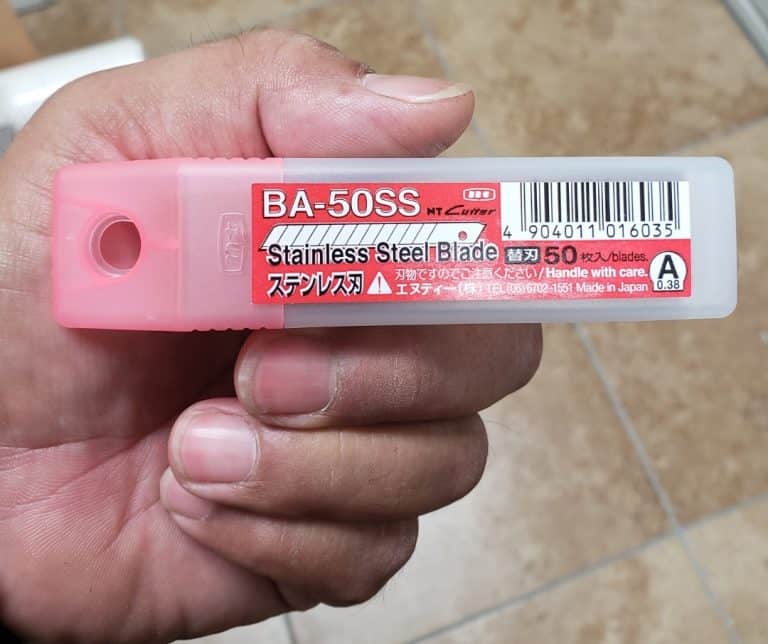 BA-50SS NT Cutter
4 904011 016035
Stainless Steel Blade 替刃 50枚入/blades.
ステンレス刃 刃物ですのでご注意ください/Handle with care.
エヌティー(株) TEL(06)6702-1551 Made in Japan
A
0.38